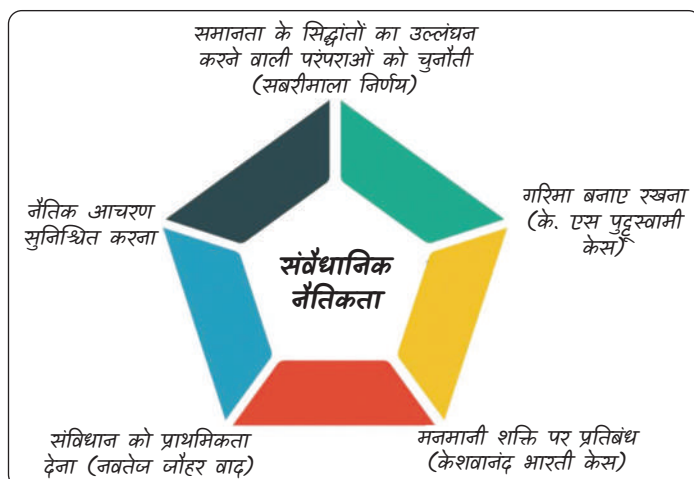 समानता के सिद्धांतों का उल्लंघन
करने वाली परंपराओं को चुनौती
(सबरीमाला निर्णय)
गरिमा बनाए रखना
(के. एस पुट्टूस्वामी
केस)
नैतिक आचरण
सुनिश्चित करना
संवैधानिक
नैतिकता
संविधान को प्राथमिकता
देना (नवतेज जौहर वाद)
मनमानी शक्ति पर प्रतिबंध
(केशवानंद भारती केस)